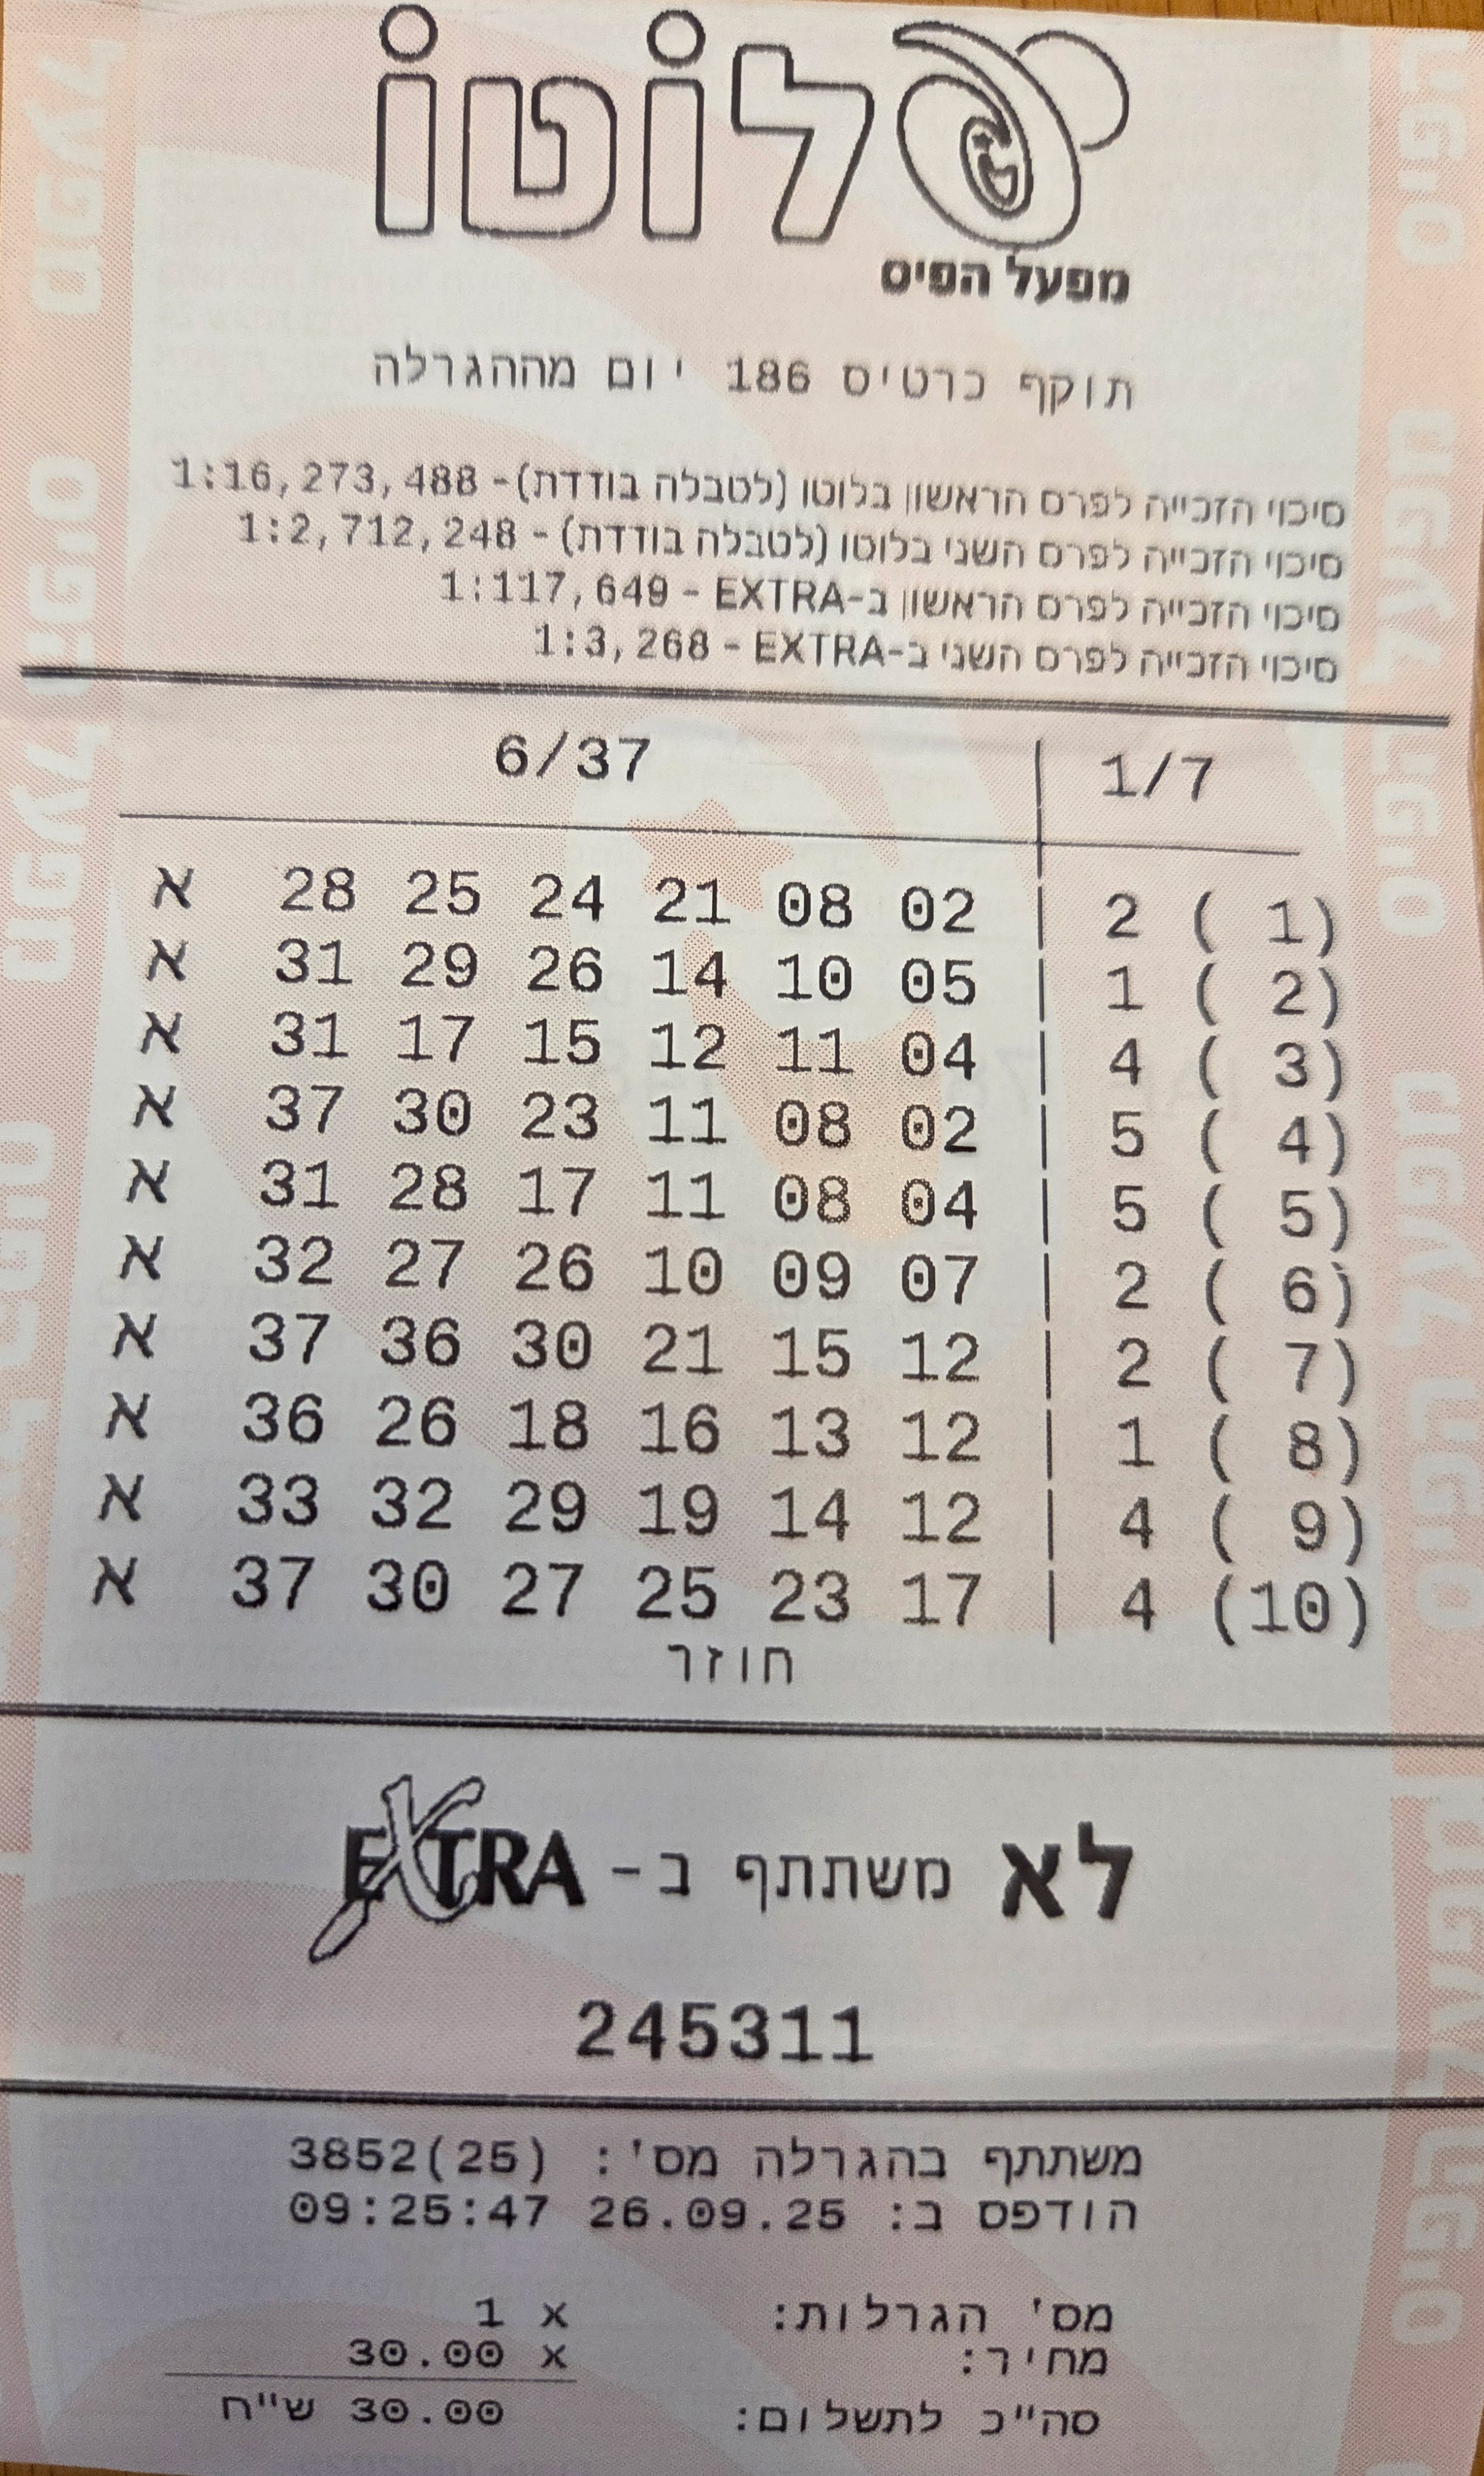 לוטו
מפעל הפיס
תוקף כרטיס 186 יום מההגרלה
סיכוי הזכייה לפרס הראשון בלוטו (לטבלה בודדת)- 1:16,273,488
סיכוי הזכייה לפרס השני בלוטו (לטבלה בודדת)- 1:2,712,248
סיכוי הזכייה לפרס הראשון ב-EXTRA - 1:117,649
סיכוי הזכייה לפרס השני ב-EXTRA - 1:3,268
6/37 | 1/7
א 28 25 24 21 08 02 | 2 ( 1)
א 31 29 26 14 10 05 | 1 ( 2)
א 31 17 15 12 11 04 | 4 ( 3)
א 37 30 23 11 08 02 | 5 ( 4)
א 31 28 17 11 08 04 | 5 ( 5)
א 32 27 26 10 09 07 | 2 ( 6)
א 37 36 30 21 15 12 | 2 ( 7)
א 36 26 18 16 13 12 | 1 ( 8)
א 33 32 29 19 14 12 | 4 ( 9)
א 37 30 27 25 23 17 | 4 (10)
חוזר
לא משתתף ב- EXTRA
245311
משתתף בהגרלה מס': 3852(25)
הודפס ב: 26.09.25 09:25:47
מס' הגרלות: 1 x
מחיר: 30.00 x
סה"כ לתשלום: 30.00 ש"ח